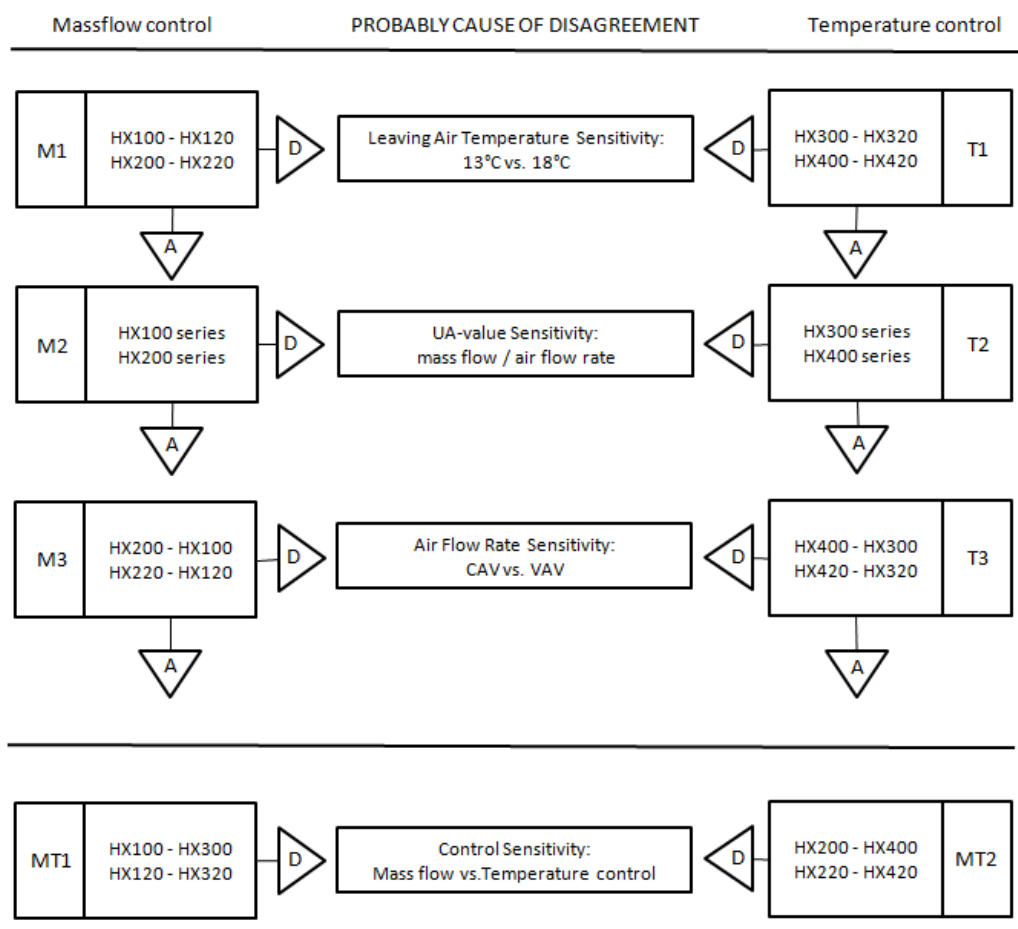 Massflow control
PROBABLY CAUSE OF DISAGREEMENT
Temperature control
M1
HX100 - HX120
HX200 - HX220
D
Leaving Air Temperature Sensitivity:
13°C vs. 18°C
D
HX300 - HX320
HX400 - HX420
T1
A
A
M2
HX100 series
HX200 series
D
UA-value Sensitivity:
mass flow / air flow rate
D
HX300 series
HX400 series
T2
A
A
M3
HX200 - HX100
HX220 - HX120
D
Air Flow Rate Sensitivity:
CAV vs. VAV
D
HX400 - HX300
HX420 - HX320
T3
A
A
MT1
HX100 - HX300
HX120 - HX320
D
Control Sensitivity:
Mass flow vs.Temperature control
D
HX200 - HX400
HX220 - HX420
MT2